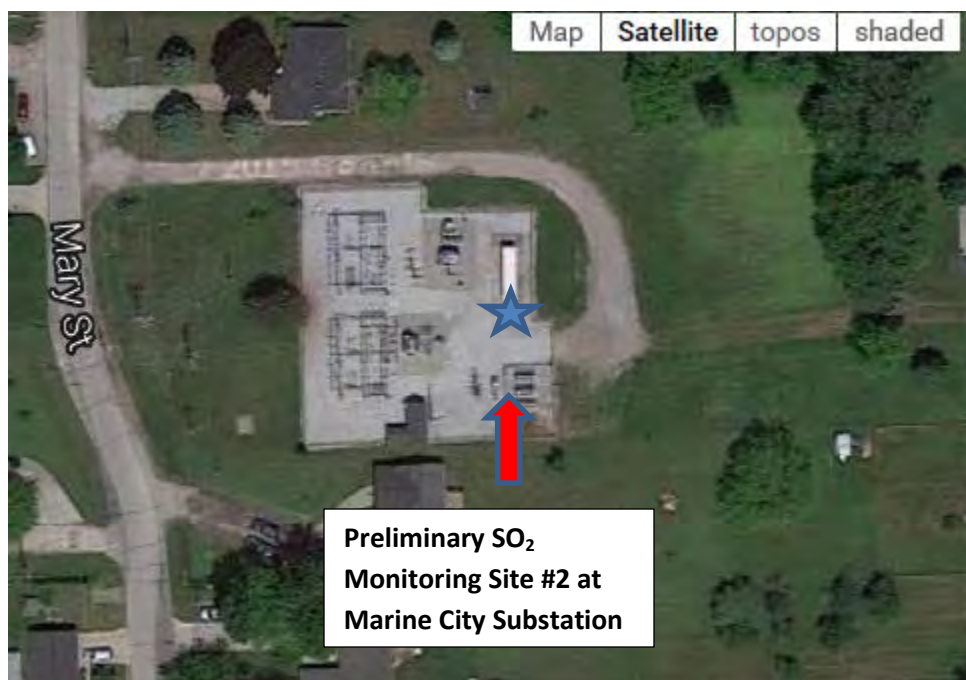 Map Satellite topos shaded
Mary St
Preliminary SO₂
Monitoring Site #2 at
Marine City Substation